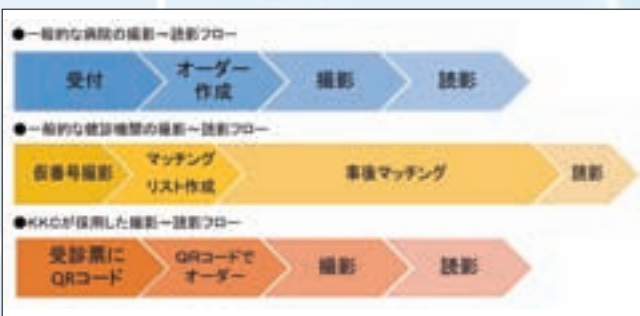 ●一般的な病院の撮影～読影フロー
受付
オーダー
作成
撮影
読影
●一般的な健診機関の撮影～読影フロー
仮番号撮影
マッチング
リスト作成
事後マッチング
読影
●KKCが採用した撮影～読影フロー
受診票に
QRコード
QRコードで
オーダー
撮影
読影